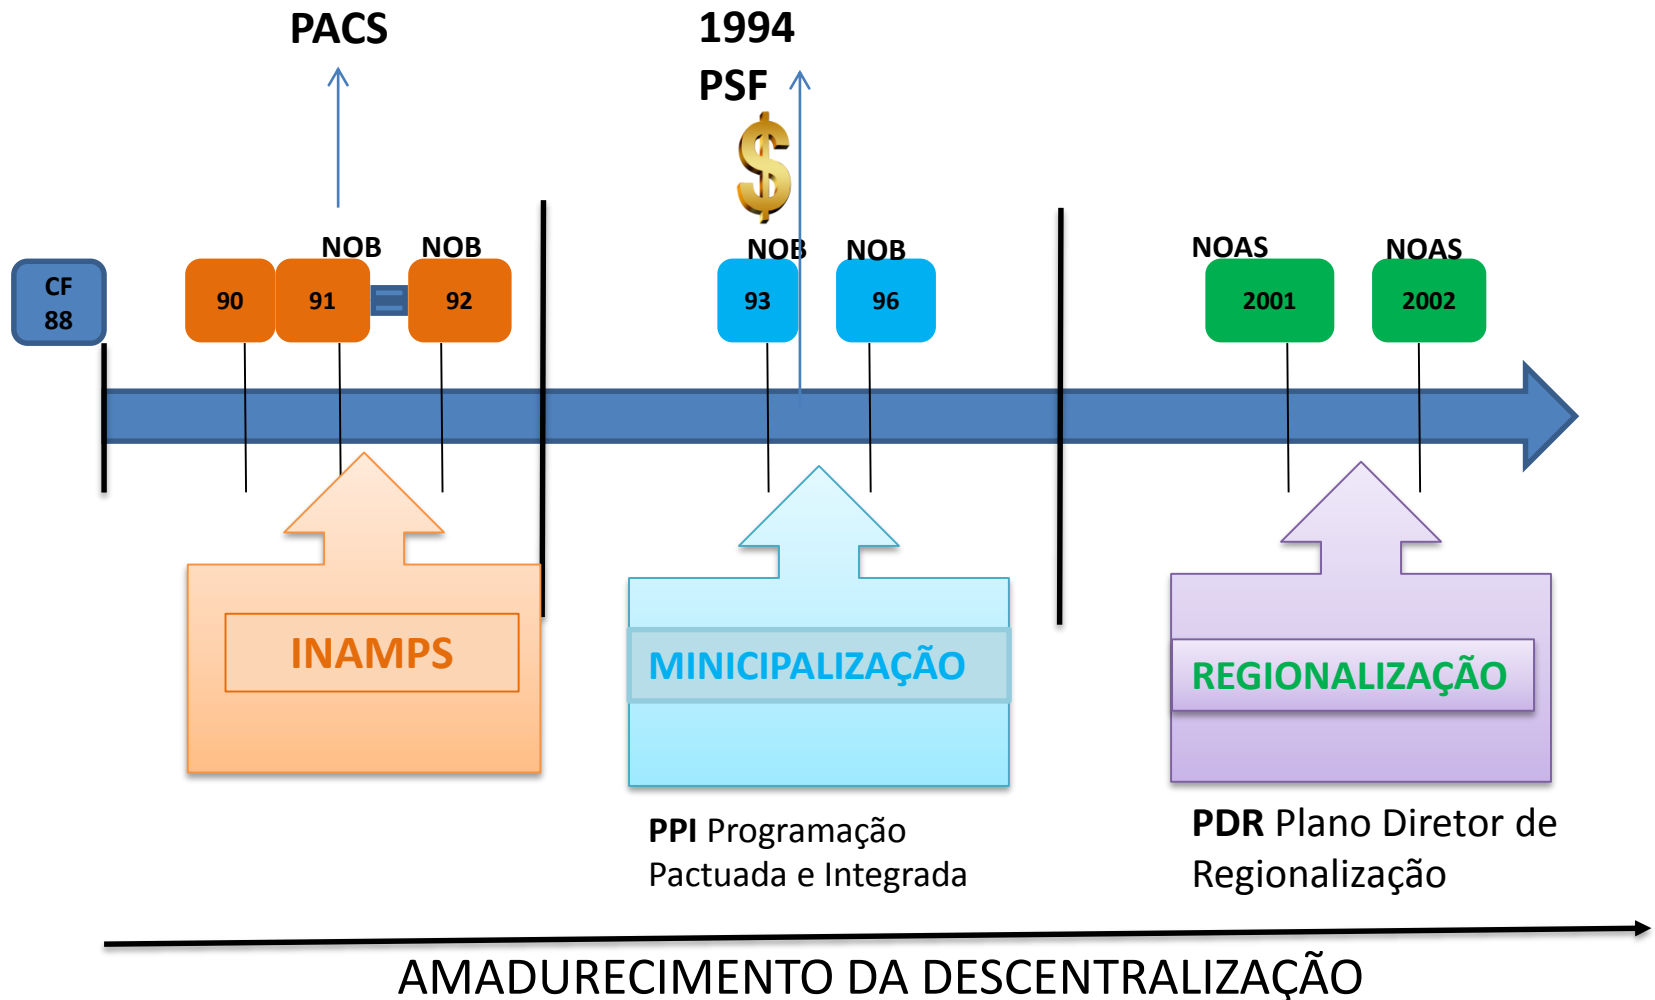 PACS
1994
PSF
$
NOB
NOB
NOB
NOB
NOAS
NOAS
CF
88
90
91
92
93
96
2001
2002
INAMPS
MINICIPALIZAÇÃO
REGIONALIZAÇÃO
PPI Programação
Pactuada e Integrada
PDR Plano Diretor de
Regionalização
AMADURECIMENTO DA DESCENTRALIZAÇÃO